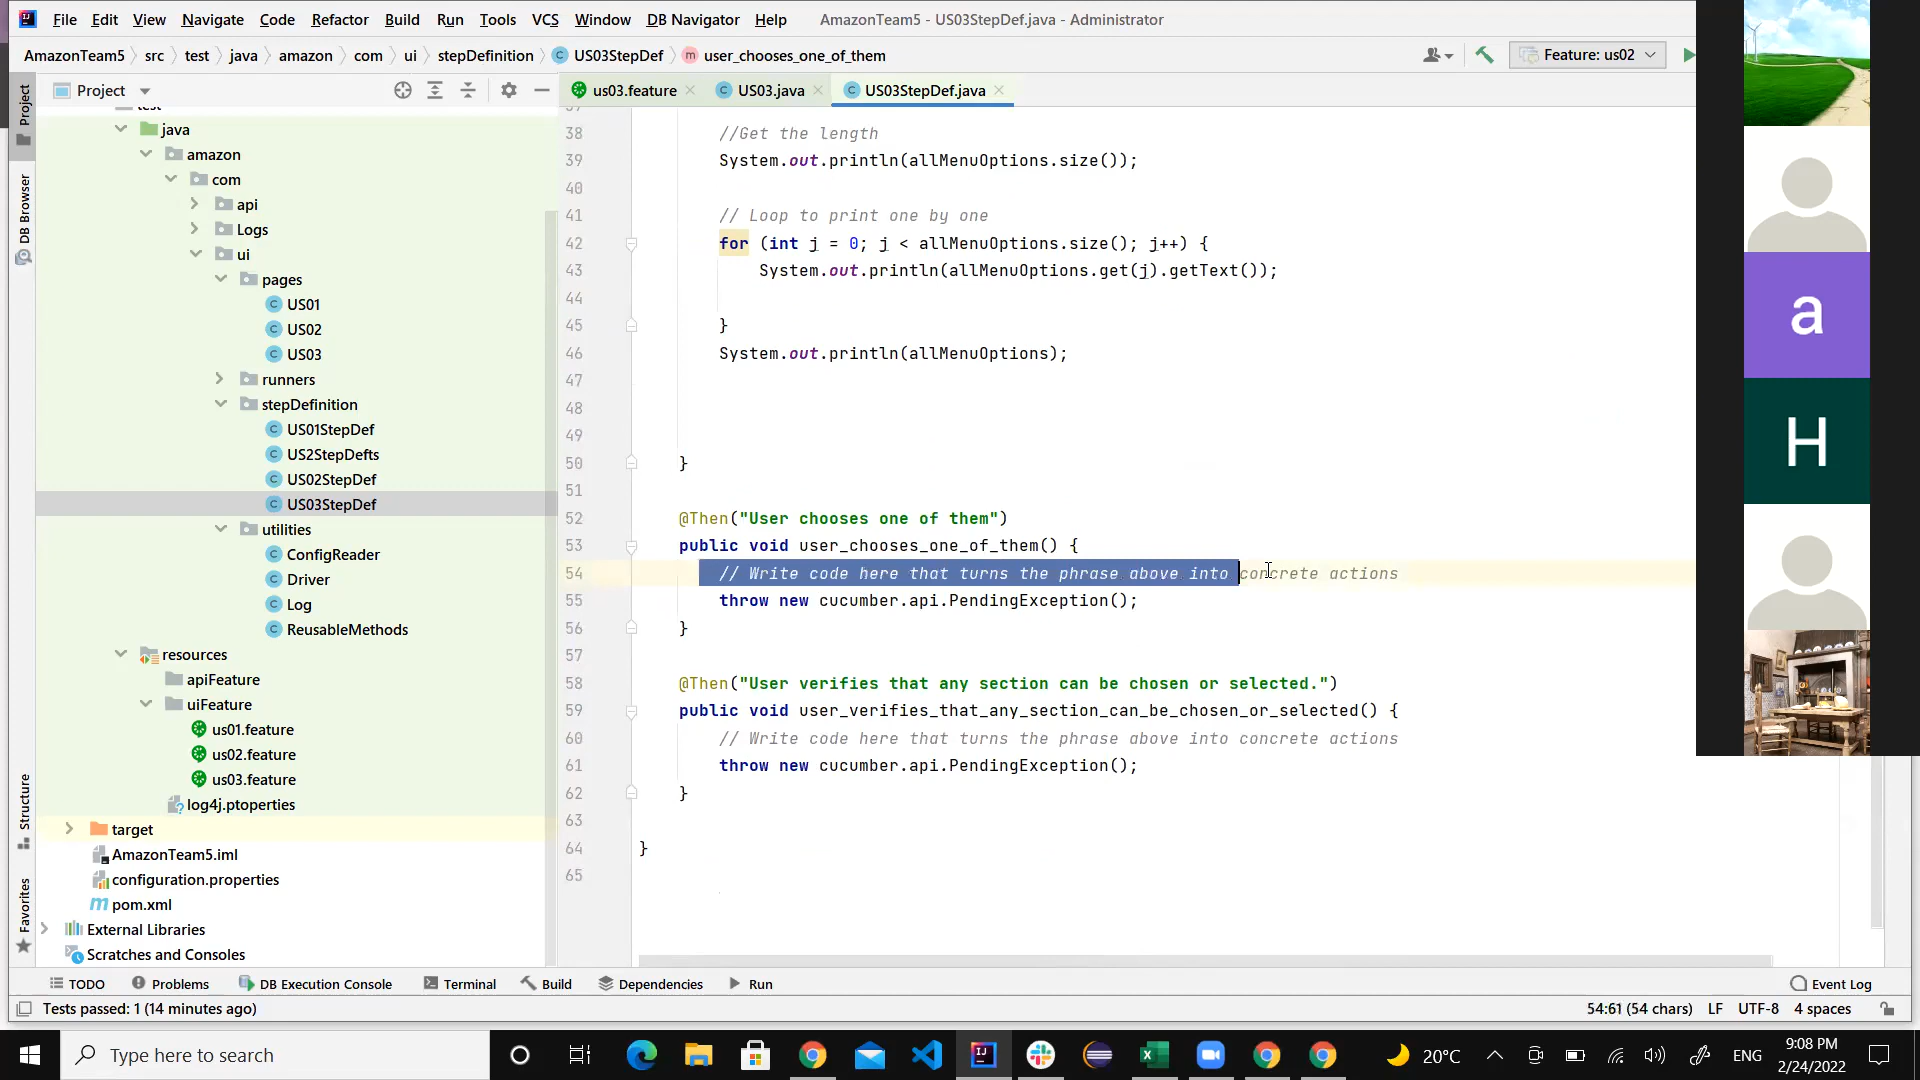 File Edit View Navigate Code Refactor Build Run Tools VCS Window DB Navigator Help AmazonTeam5 - US03StepDef.java - Administrator
AmazonTeam5 src test java amazon com ui stepDefinition US03StepDef user_chooses_one_of_them Feature: us02
Project us03.feature US03.java US03StepDef.java
Project
DB Browser
Structure
Favorites
java
amazon
com
api
Logs
ui
pages
US01
US02
US03
runners
stepDefinition
US01StepDef
US2StepDefts
US02StepDef
US03StepDef
utilities
ConfigReader
Driver
Log
ReusableMethods
resources
apiFeature
uiFeature
us01.feature
us02.feature
us03.feature
log4j.ptoperties
target
AmazonTeam5.iml
configuration.properties
pom.xml
External Libraries
Scratches and Consoles
38 //Get the length
39 System.out.println(allMenuOptions.size());
40
41 // Loop to print one by one
42 for (int j = 0; j < allMenuOptions.size(); j++) {
43 System.out.println(allMenuOptions.get(j).getText());
44
45 }
46 System.out.println(allMenuOptions);
47
48
49
50 }
51
52 @Then("User chooses one of them")
53 public void user_chooses_one_of_them() {
54 // Write code here that turns the phrase above into concrete actions
55 throw new cucumber.api.PendingException();
56 }
57
58 @Then("User verifies that any section can be chosen or selected.")
59 public void user_verifies_that_any_section_can_be_chosen_or_selected() {
60 // Write code here that turns the phrase above into concrete actions
61 throw new cucumber.api.PendingException();
62 }
63
64 }
65
a
H
TODO Problems DB Execution Console Terminal Build Dependencies Run Event Log
Tests passed: 1 (14 minutes ago) 54:61 (54 chars) LF UTF-8 4 spaces
Type here to search 20°C ENG 9:08 PM
2/24/2022